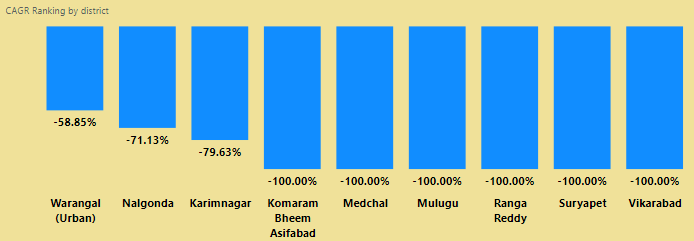 CAGR Ranking by district
-58.85%
-71.13%
-79.63%
-100.00% -100.00% -100.00% -100.00% -100.00% -100.00%
Warangal (Urban)
Nalgonda
Karimnagar
Komaram Bheem Asifabad
Medchal
Mulugu
Ranga Reddy
Suryapet
Vikarabad